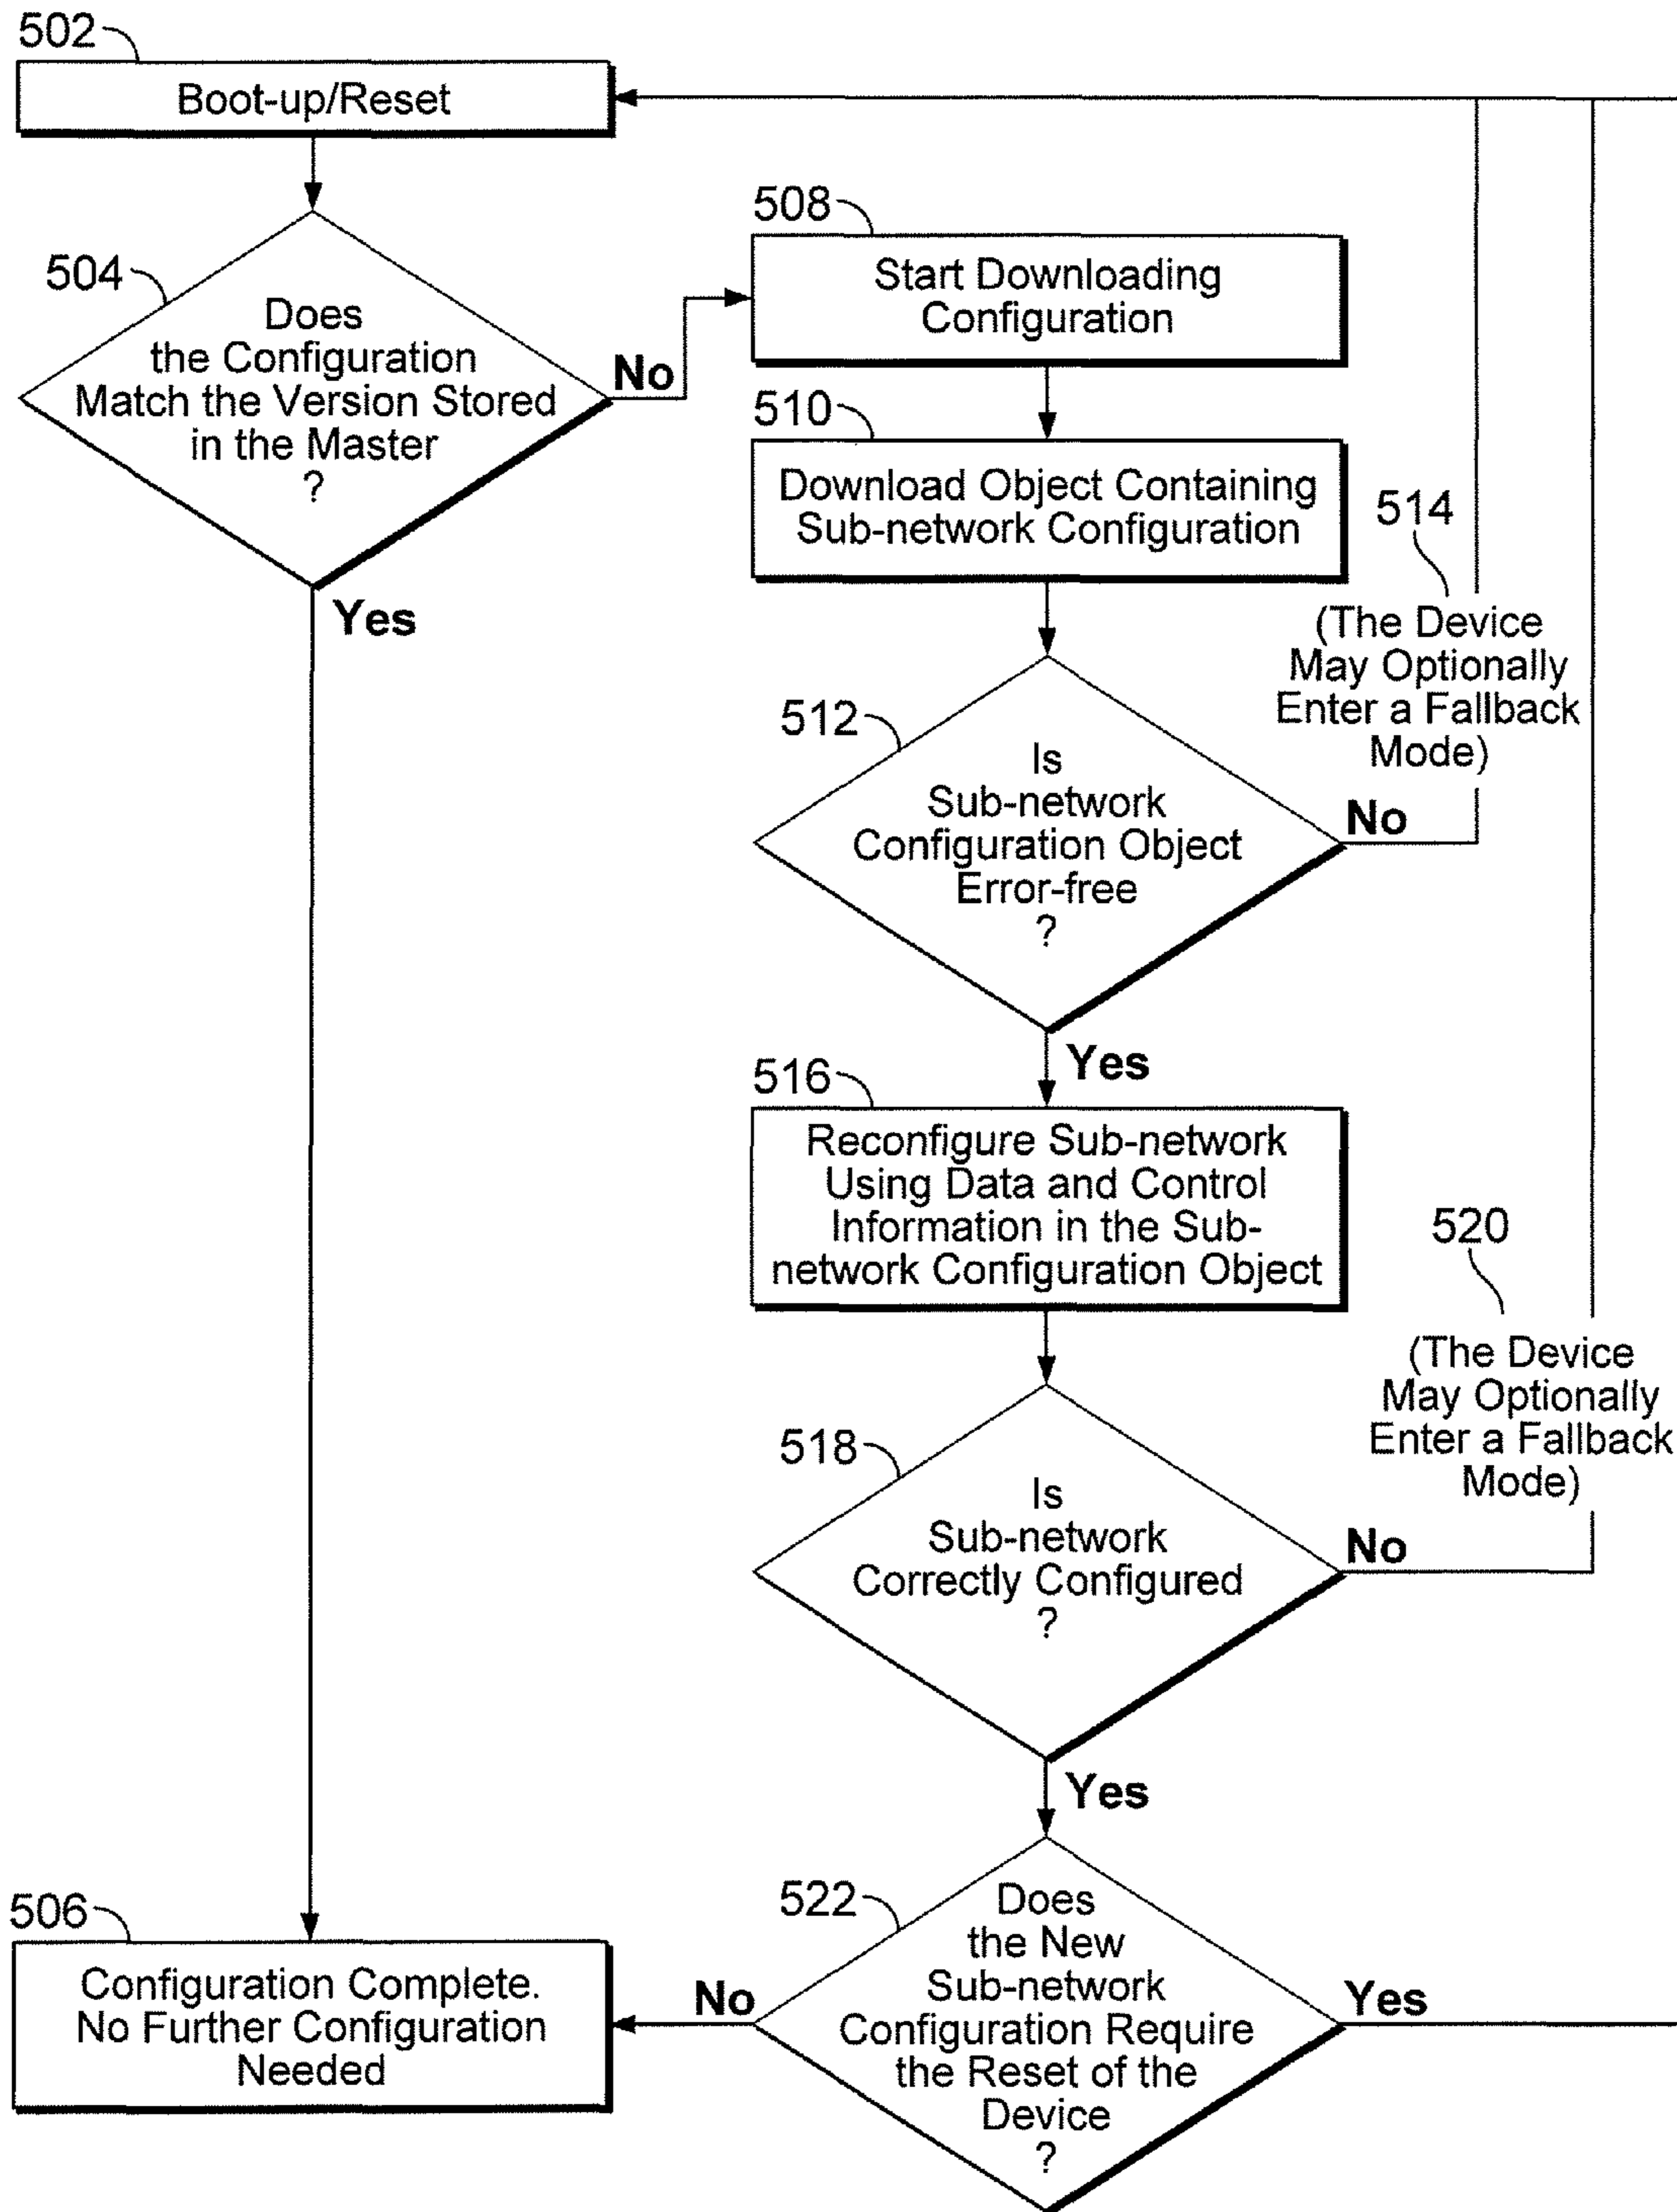 502
Boot-up/Reset
504
Does
the Configuration
Match the Version Stored
in the Master
?
No
Yes
508
Start Downloading
Configuration
510
Download Object Containing
Sub-network Configuration
512
Is
Sub-network
Configuration Object
Error-free
?
No
514
(The Device
May Optionally
Enter a Fallback
Mode)
Yes
516
Reconfigure Sub-network
Using Data and Control
Information in the Sub-
network Configuration Object
518
Is
Sub-network
Correctly Configured
?
No
520
(The Device
May Optionally
Enter a Fallback
Mode)
Yes
522
Does
the New
Sub-network
Configuration Require
the Reset of the
Device
?
Yes
No
506
Configuration Complete.
No Further Configuration
Needed